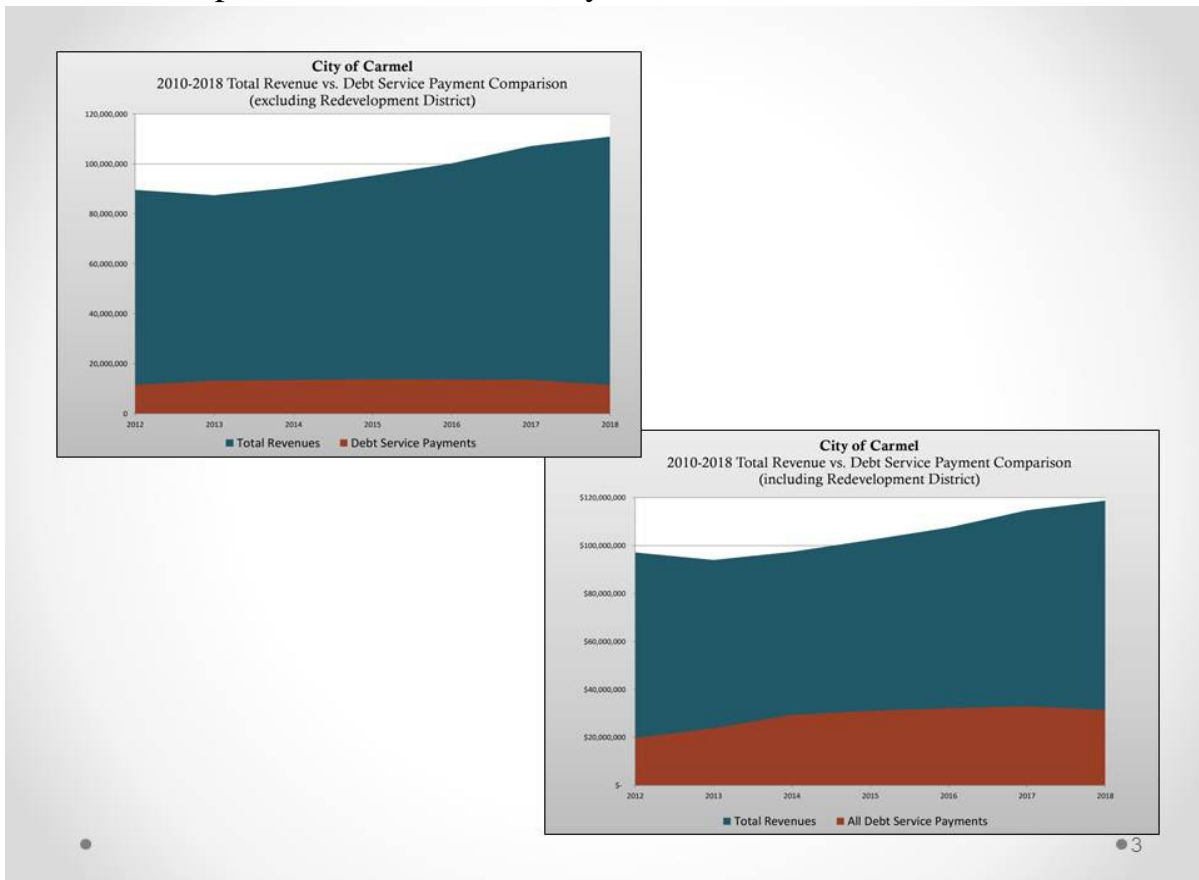 City of Carmel
2010-2018 Total Revenue vs. Debt Service Payment Comparison
(excluding Redevelopment District)
120,000,000
100,000,000
80,000,000
60,000,000
40,000,000
20,000,000
0
2012 2013 2014 2015 2016 2017 2018
Total Revenues Debt Service Payments
City of Carmel
2010-2018 Total Revenue vs. Debt Service Payment Comparison
(including Redevelopment District)
$120,000,000
$100,000,000
$80,000,000
$60,000,000
$40,000,000
$20,000,000
$-
2012 2013 2014 2015 2016 2017 2018
Total Revenues All Debt Service Payments
3